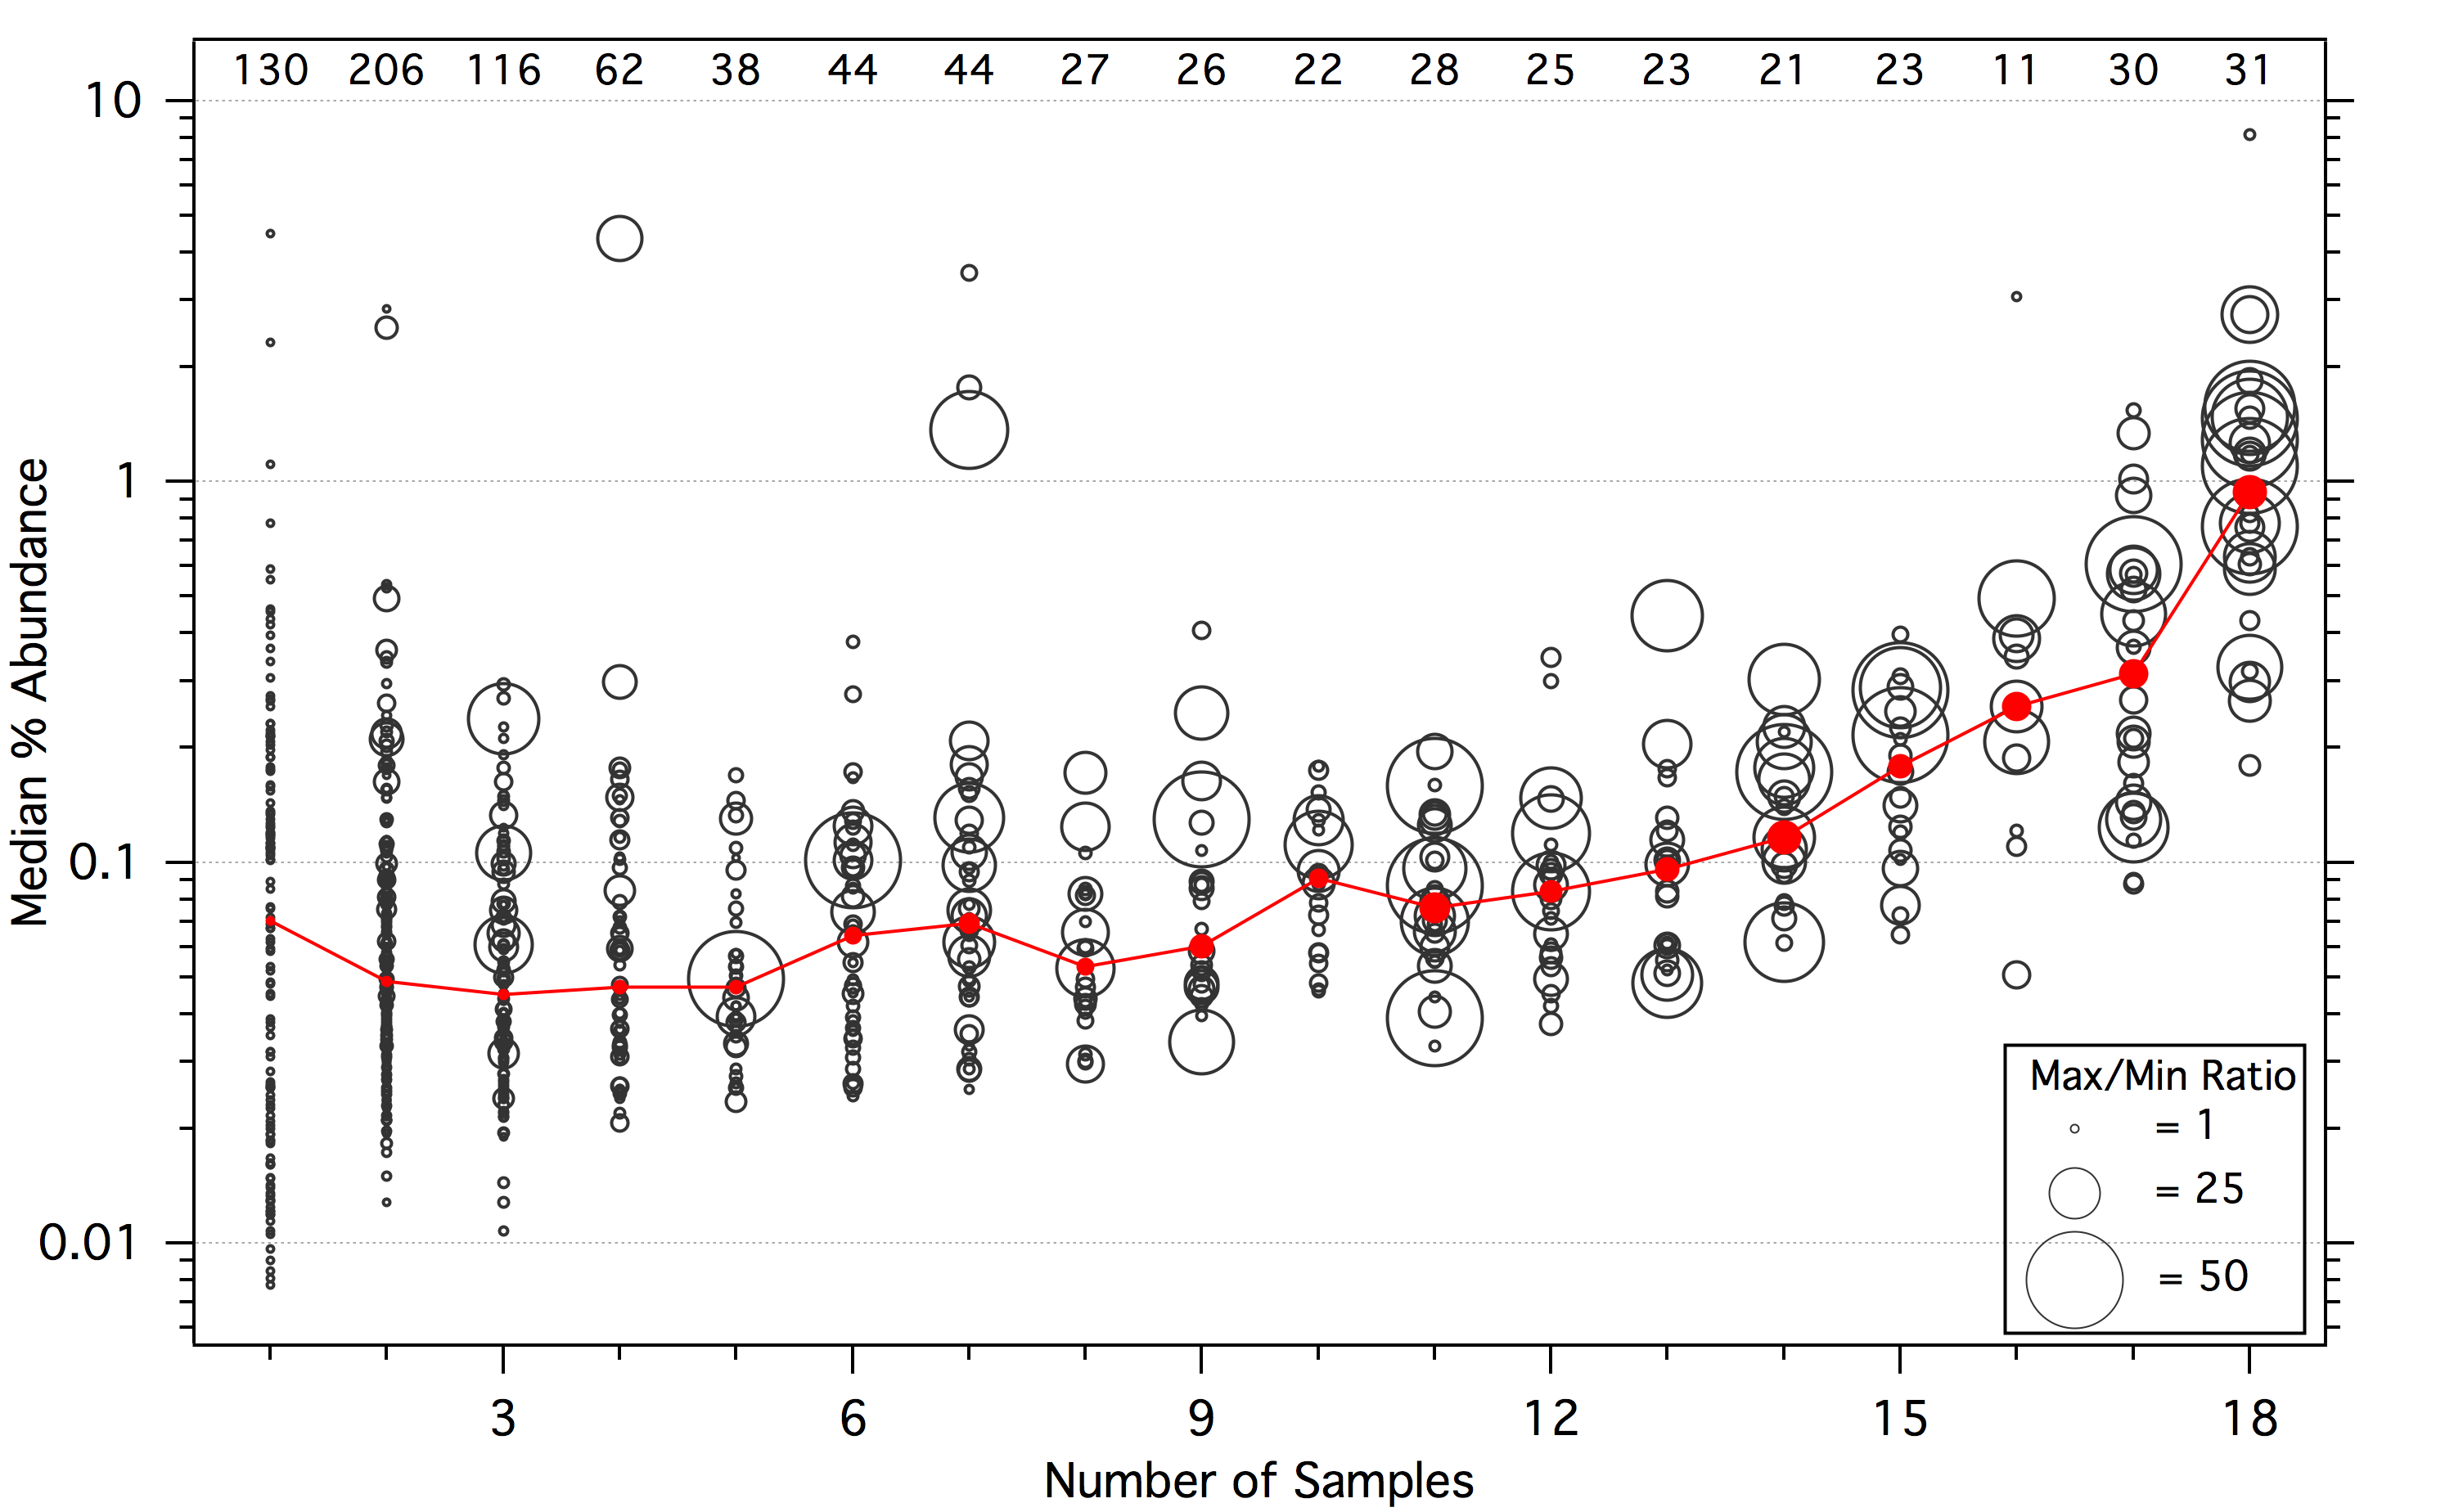 130 206 116 62 38 44 44 27 26 22 28 25 23 21 23 11 30 31
10
1
0.1
0.01
Median % Abundance
Max/Min Ratio
= 1
= 25
= 50
3 6 9 12 15 18
Number of Samples